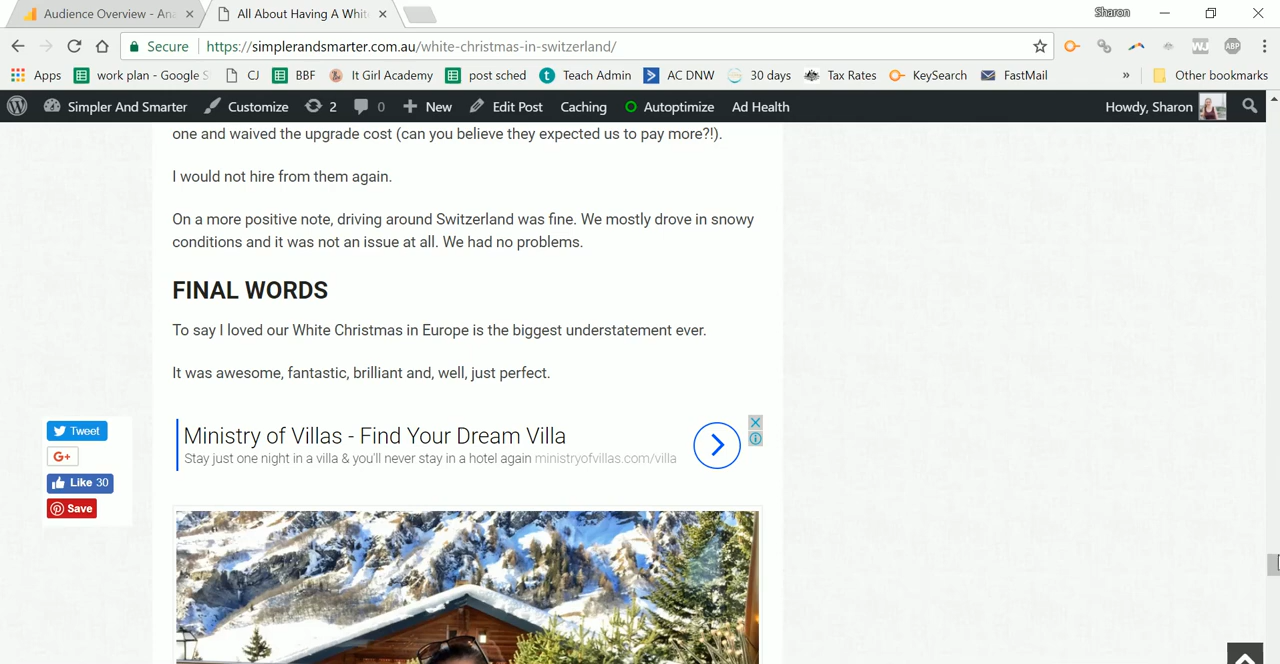 Audience Overview - Ana
All About Having A Whit
Sharon
Secure
https://simplerandsmarter.com.au/white-christmas-in-switzerland/
WJ
ABP
Apps
work plan - Google S
CJ
BBF
It Girl Academy
post sched
t
Teach Admin
AC DNW
30 days
Tax Rates
KeySearch
FastMail
»
Other bookmarks
Simpler And Smarter
Customize
2
0
New
Edit Post
Caching
Autoptimize
Ad Health
Howdy, Sharon
one and waived the upgrade cost (can you believe they expected us to pay more?!).
I would not hire from them again.
On a more positive note, driving around Switzerland was fine. We mostly drove in snowy
conditions and it was not an issue at all. We had no problems.
FINAL WORDS
To say I loved our White Christmas in Europe is the biggest understatement ever.
It was awesome, fantastic, brilliant and, well, just perfect.
Tweet
G+
Like 30
Save
Ministry of Villas - Find Your Dream Villa
Stay just one night in a villa & you'll never stay in a hotel again ministryofvillas.com/villa